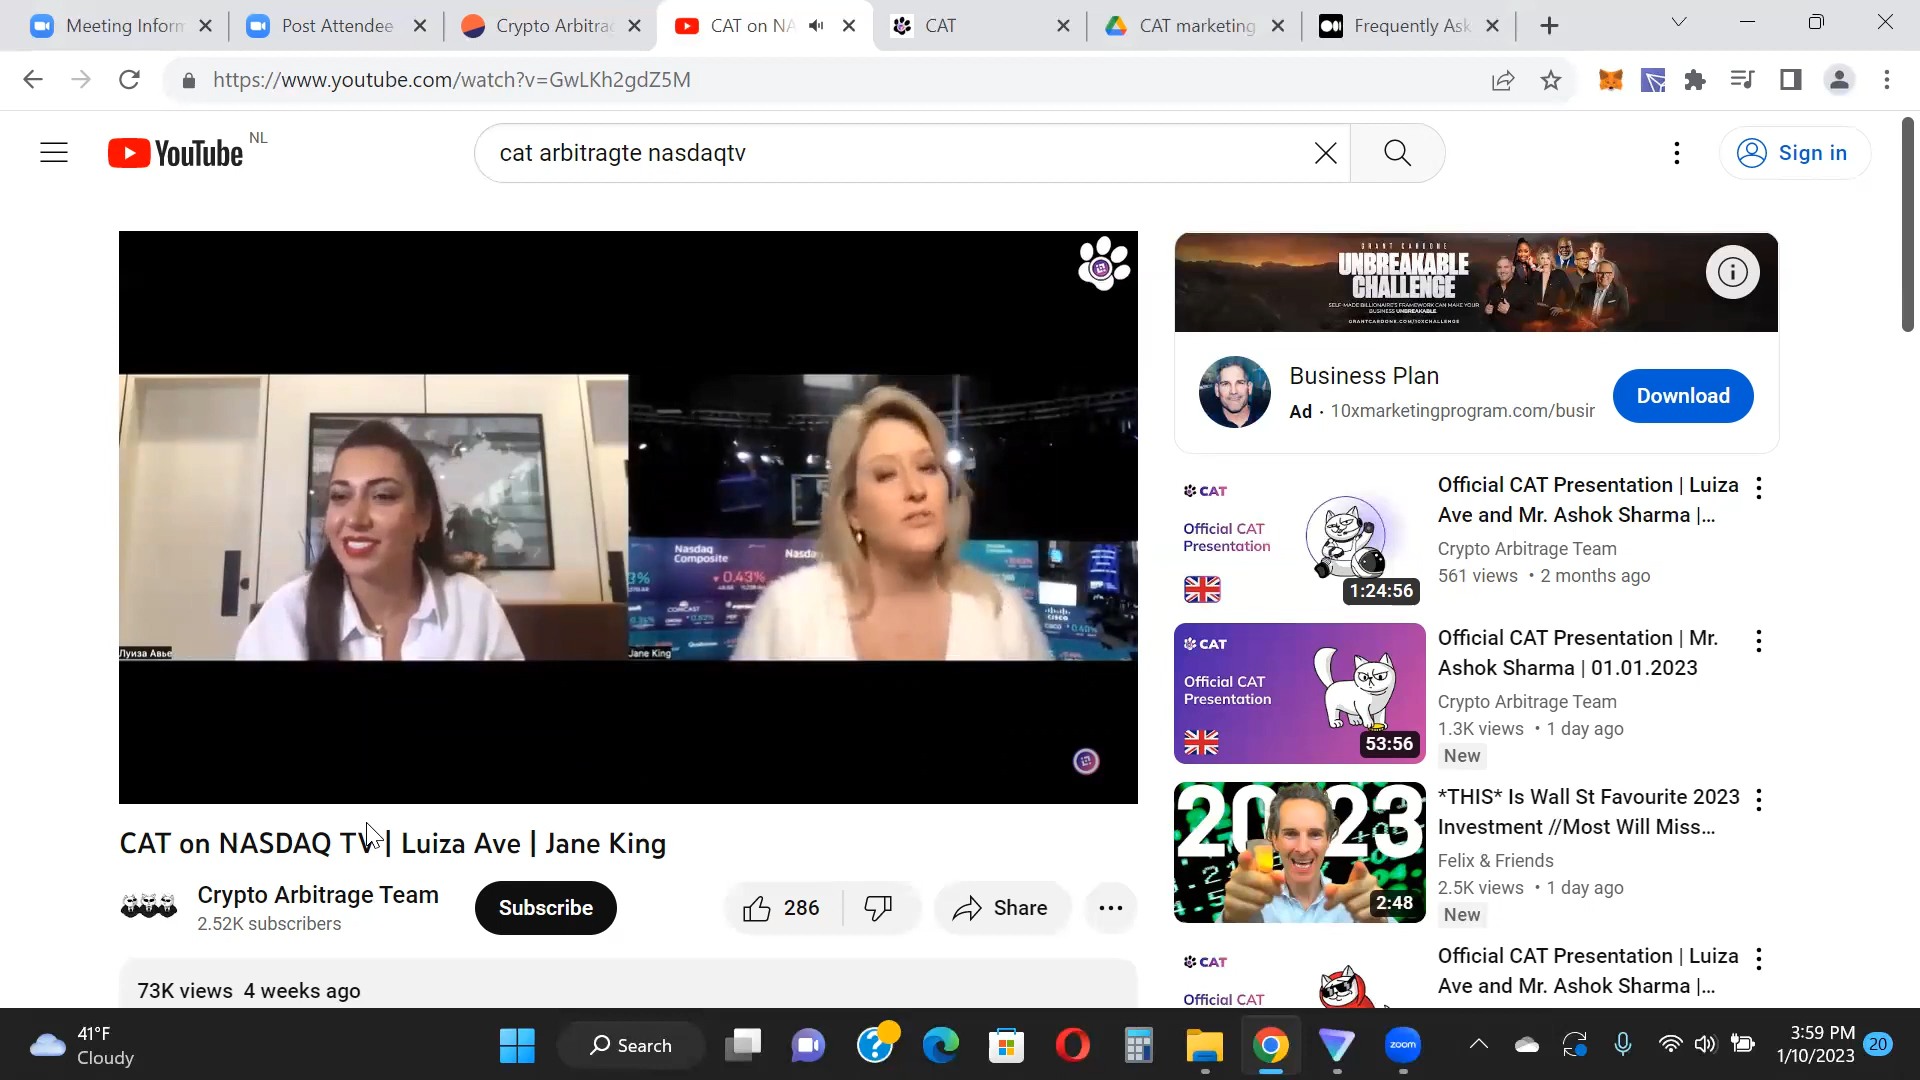 Meeting Inform
Post Attendee
Crypto Arbitrag
CAT on NA
CAT
CAT marketing
Frequently Ask
https://www.youtube.com/watch?v=GwLKh2gdZ5M
YouTube
NL
cat arbitragte nasdaqtv
Sign in
Nasdaq
Composite
0.43%
COMCAST
Луиза Авье
Jane King
GRANT CARDONE
UNBREAKABLE
CHALLENGE
Business Plan
Ad · 10xmarketingprogram.com/busir
Download
CAT
Official CAT
Presentation
1:24:56
Official CAT Presentation | Luiza
Ave and Mr. Ashok Sharma |...
Crypto Arbitrage Team
561 views • 2 months ago
CAT
Official CAT
Presentation
53:56
Official CAT Presentation | Mr.
Ashok Sharma | 01.01.2023
Crypto Arbitrage Team
1.3K views • 1 day ago
New
2023
2:48
*THIS* Is Wall St Favourite 2023
Investment //Most Will Miss...
Felix & Friends
2.5K views • 1 day ago
New
CAT
Official CAT
Official CAT Presentation | Luiza
Ave and Mr. Ashok Sharma |...
CAT on NASDAQ TV | Luiza Ave | Jane King
Crypto Arbitrage Team
2.52K subscribers
Subscribe
286
Share
73K views 4 weeks ago
41°F
Cloudy
Search
zoom
3:59 PM
1/10/2023
20